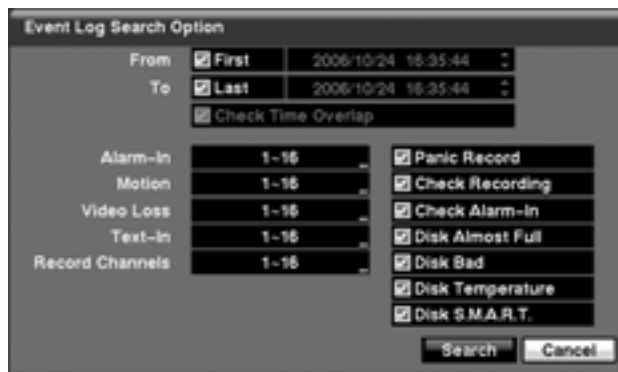 Event Log Search Option
From First 2006/10/24 16:35:44
To Last 2006/10/24 16:35:44
Check Time Overlap
Alarm-In 1~16 Panic Record
Motion 1~16 Check Recording
Video Loss 1~16 Check Alarm-In
Text-In 1~16 Disk Almost Full
Record Channels 1~16 Disk Bad
Disk Temperature
Disk S.M.A.R.T.
Search Cancel